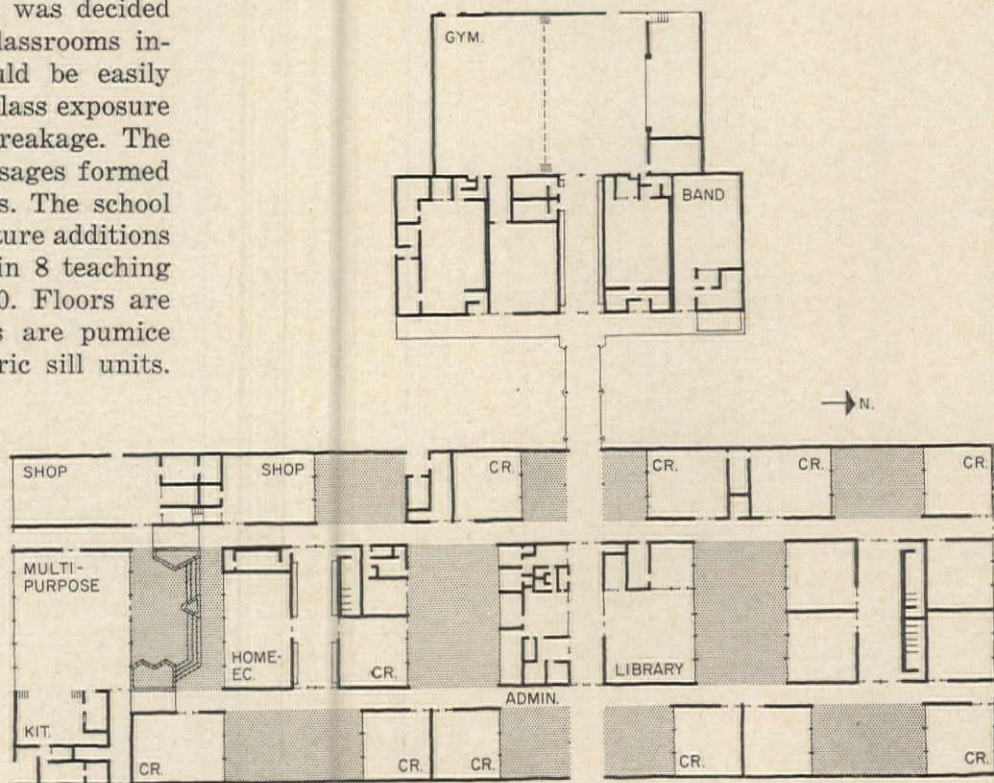 was decided
lassrooms in-
uld be easily
lass exposure
reakage. The
sages formed
s. The school
ture additions
in 8 teaching
0. Floors are
s are pumice
ric sill units.
GYM.
BAND
N.
SHOP
SHOP
CR.
CR.
CR.
CR.
MULTI-
PURPOSE
HOME-
EC.
CR.
LIBRARY
ADMIN.
KIT.
CR.
CR.
CR.
CR.
CR.